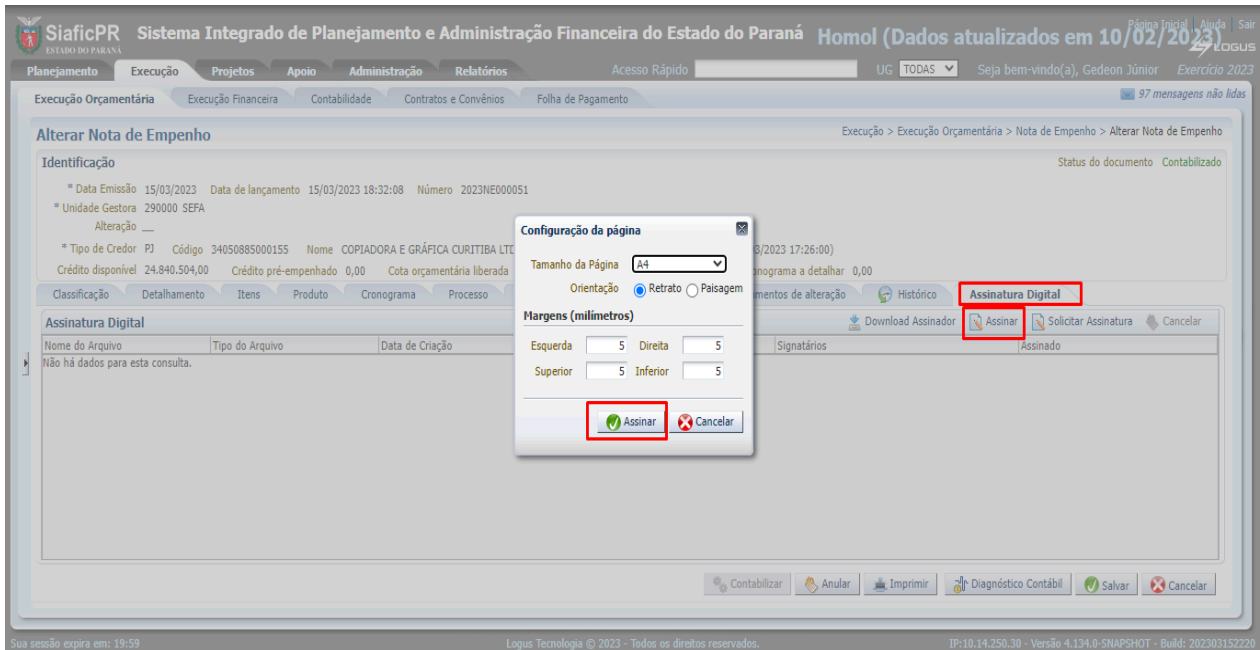 Página Inicial | Ajuda | Sair
SiaficPR Sistema Integrado de Planejamento e Administração Financeira do Estado do Paraná Homol (Dados atualizados em 10/02/2023)
ESTADO DO PARANÁ
LOGUS
Planejamento Execução Projetos Apoio Administração Relatórios Acesso Rápido UG TODAS Seja bem-vindo(a), Gedeon Júnior Exercício 2023
Execução Orçamentária Execução Financeira Contabilidade Contratos e Convênios Folha de Pagamento 97 mensagens não lidas
Alterar Nota de Empenho Execução > Execução Orçamentária > Nota de Empenho > Alterar Nota de Empenho
Identificação Status do documento Contabilizado
* Data Emissão 15/03/2023 Data de lançamento 15/03/2023 18:32:08 Número 2023NE000051
* Unidade Gestora 290000 SEFA
Alteração __
* Tipo de Credor PJ Código 34050885000155 Nome COPIADORA E GRÁFICA CURITIBA LTD 3/2023 17:26:00)
Crédito disponível 24.840.504,00 Crédito pré-empenhado 0,00 Cota orçamentária liberada onograma a detalhar 0,00
Classificação Detalhamento Itens Produto Cronograma Processo mentos de alteração Histórico Assinatura Digital
Assinatura Digital Download Assinador Assinar Solicitar Assinatura Cancelar
Nome do Arquivo Tipo do Arquivo Data de Criação Signatários Assinado
Não há dados para esta consulta.
Configuração da página
Tamanho da Página A4
Orientação Retrato Paisagem
Margens (milímetros)
Esquerda 5 Direita 5
Superior 5 Inferior 5
Assinar Cancelar
Contabilizar Anular Imprimir Diagnóstico Contábil Salvar Cancelar
Sua sessão expira em: 19:59 Logus Tecnologia © 2023 - Todos os direitos reservados. IP:10.14.250.30 - Versão 4.134.0-SNAPSHOT - Build: 202303152220